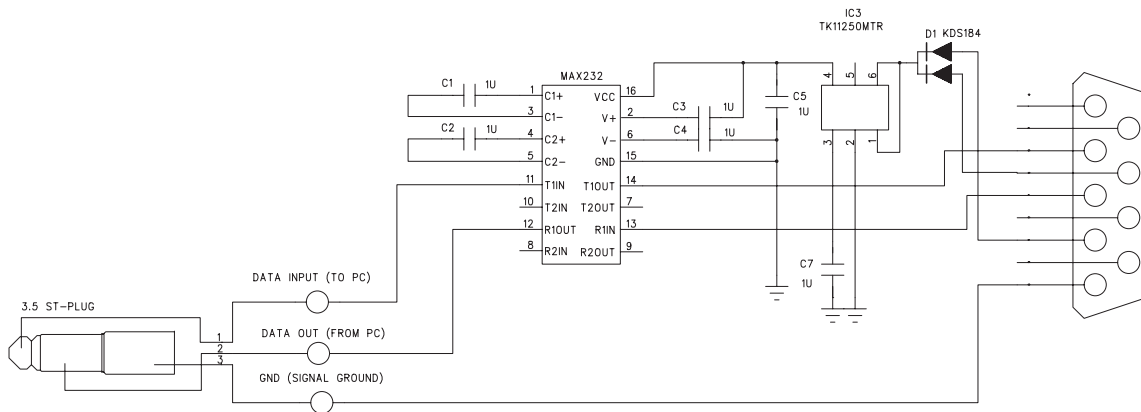 IC3
TK11250MTR
D1 KDS184
MAX232
4 5 6
C1 1U
1 C1+ VCC 16
C5
1U
3 C1- V+ 2 C3
1U
C2 1U
4 C2+ V- 6 C4
1U
3 2 1
5 C2- GND 15
11 T1IN T1OUT 14
10 T2IN T2OUT 7
12 R1OUT R1IN 13
8 R2IN R2OUT 9
C7
1U
DATA INPUT (TO PC)
3.5 ST-PLUG
1
DATA OUT (FROM PC)
2
3
GND (SIGNAL GROUND)